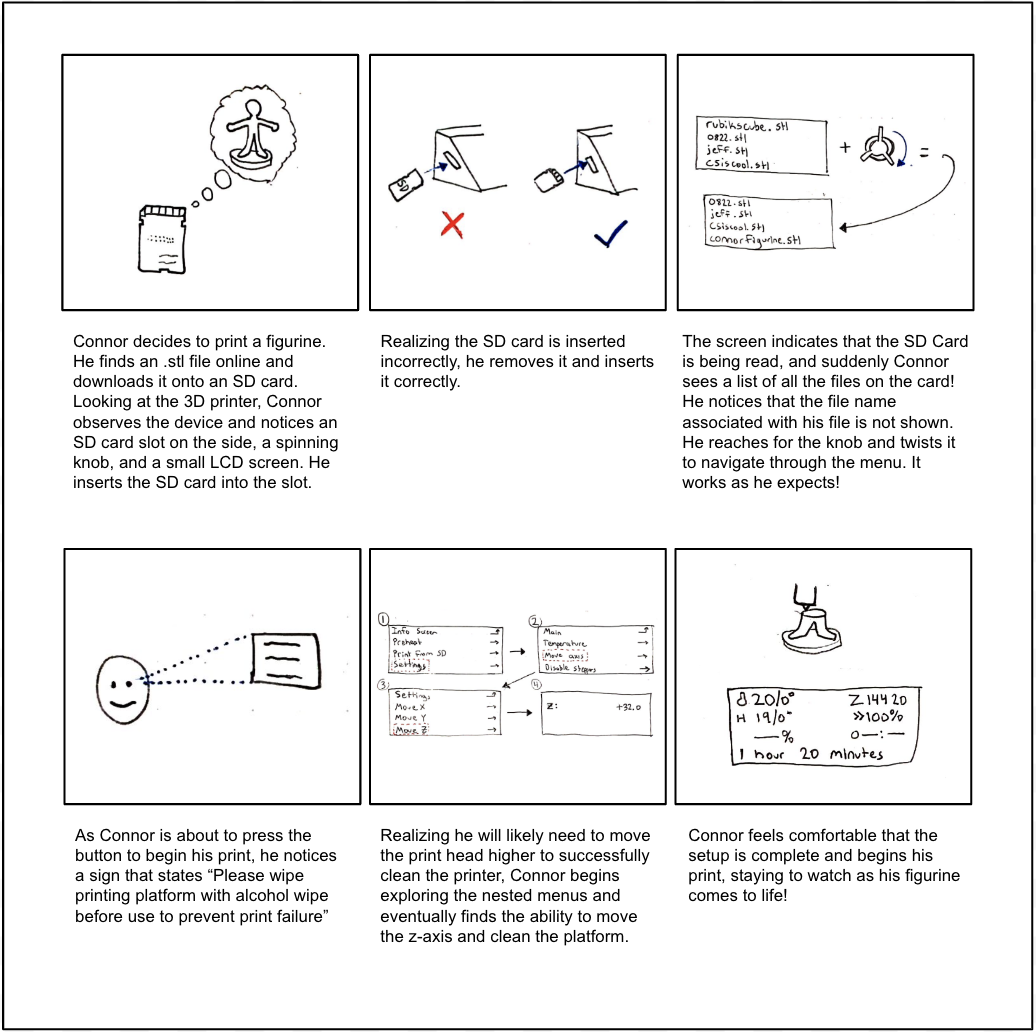 SD
rubikscube.stl
0822.stl
jeff.stl
csiscool.stl
+
=
0822.stl
jeff.stl
csiscool.stl
connorfigurine.stl
Connor decides to print a figurine.
He finds an .stl file online and
downloads it onto an SD card.
Looking at the 3D printer, Connor
observes the device and notices an
SD card slot on the side, a spinning
knob, and a small LCD screen. He
inserts the SD card into the slot.
Realizing the SD card is inserted
incorrectly, he removes it and inserts
it correctly.
The screen indicates that the SD Card
is being read, and suddenly Connor
sees a list of all the files on the card!
He notices that the file name
associated with his file is not shown.
He reaches for the knob and twists it
to navigate through the menu. It
works as he expects!
1
Info Screen
Preheat
Print from SD
Settings
2
Main
Temperature
Move axis
Disable steppers
3
Settings
Move X
Move Y
Move Z
4
Z: +32.0
20/0° Z 144 20
H 19/0° »100%
—% 0—:—
1 hour 20 minutes
As Connor is about to press the
button to begin his print, he notices
a sign that states “Please wipe
printing platform with alcohol wipe
before use to prevent print failure”
Realizing he will likely need to move
the print head higher to successfully
clean the printer, Connor begins
exploring the nested menus and
eventually finds the ability to move
the z-axis and clean the platform.
Connor feels comfortable that the
setup is complete and begins his
print, staying to watch as his figurine
comes to life!